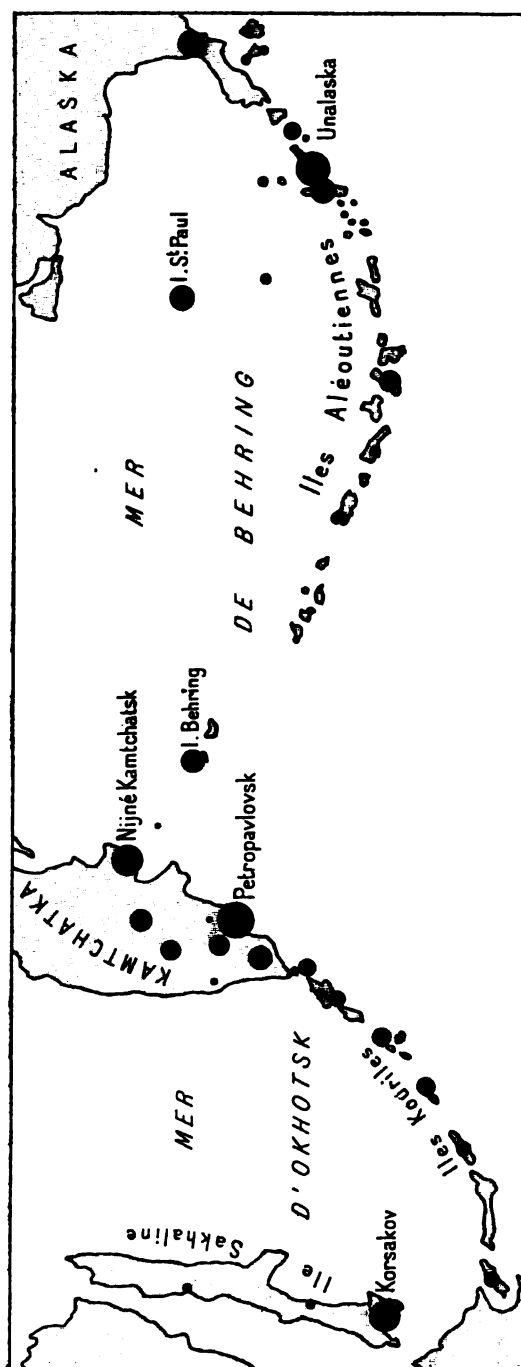 ALASKA
Unalaska
I. St Paul
Iles Aléoutiennes
MER
DE BEHRING
I. Behring
Nijné Kamtchatsk
Petropavlovsk
KAMTCHATKA
MER
D'OKHOTSK
Iles Kouriles
Ile Sakhaline
Korsakov